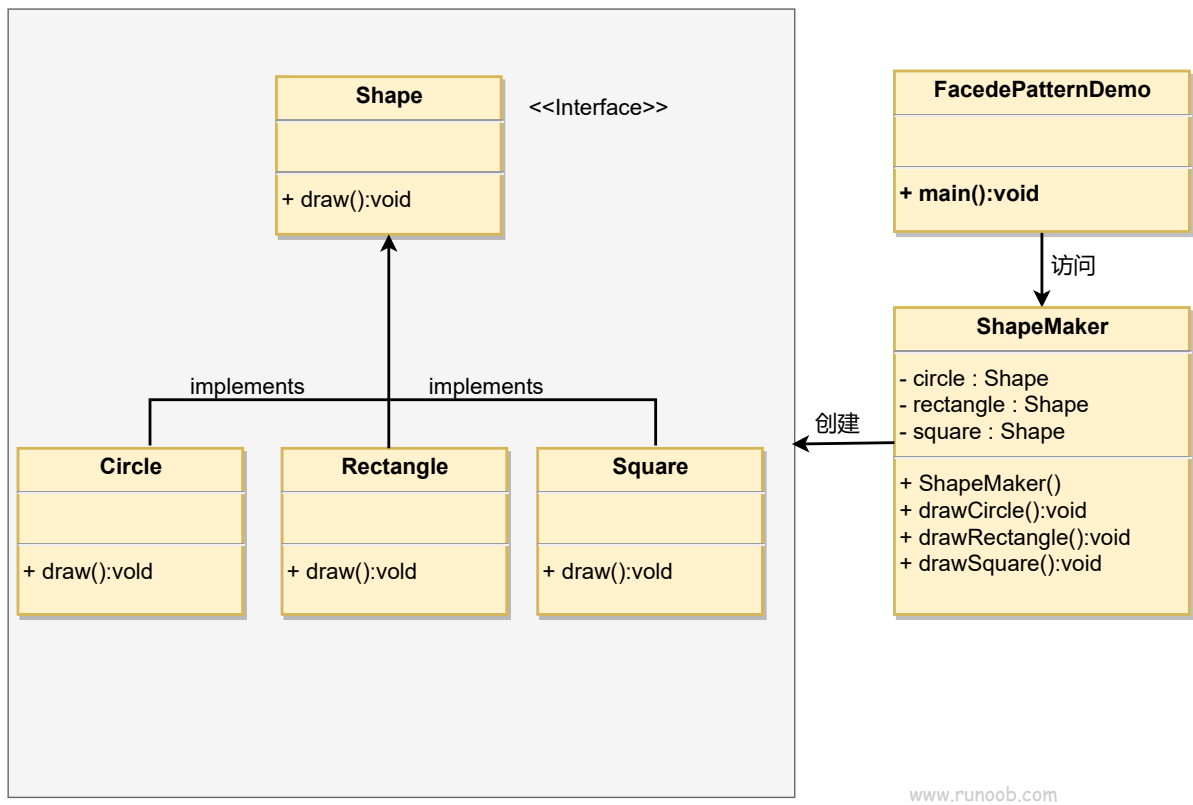 Shape
<<Interface>>
+ draw():void
implements
implements
Circle
+ draw():vold
Rectangle
+ draw():vold
Square
+ draw():vold
FacedePatternDemo
+ main():void
访问
ShapeMaker
- circle : Shape
- rectangle : Shape
- square : Shape
+ ShapeMaker()
+ drawCircle():void
+ drawRectangle():void
+ drawSquare():void
创建
www.runoob.com